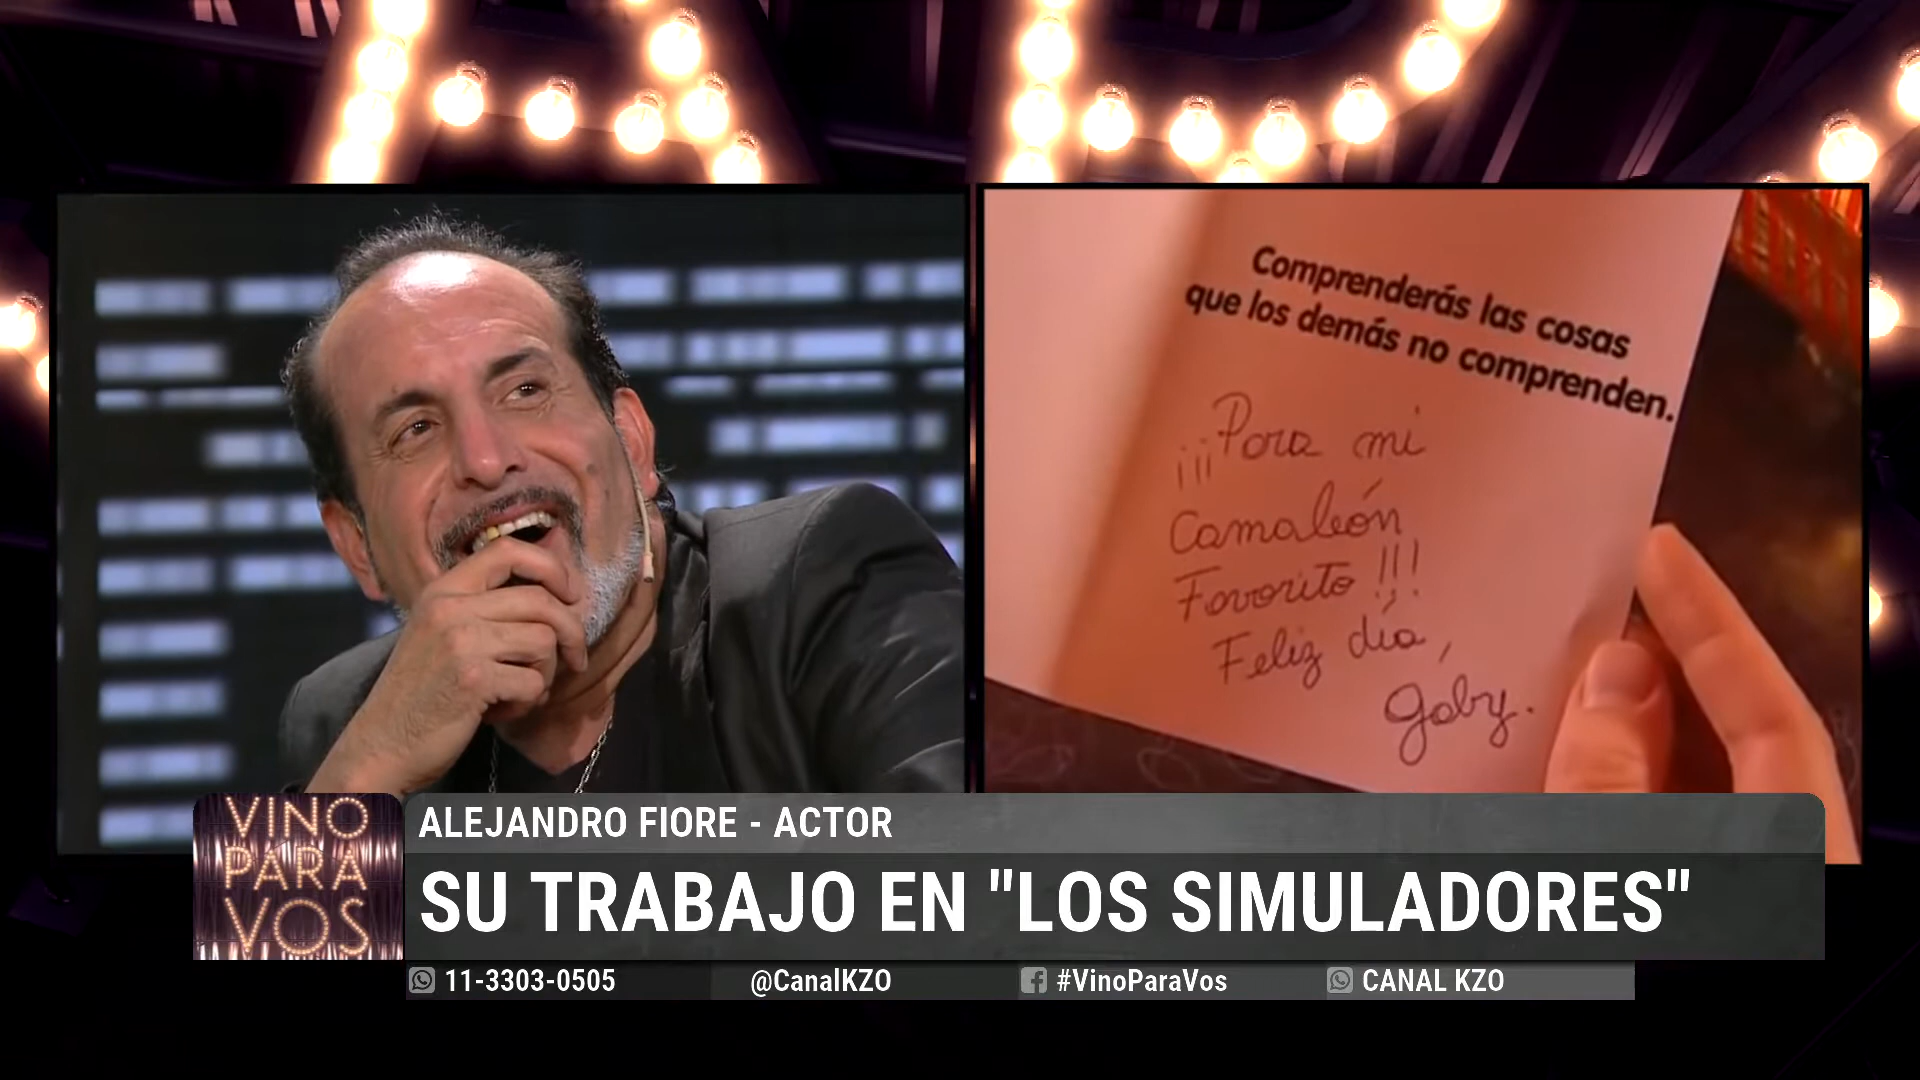 Comprenderás las cosas
que los demás no comprenden.
¡¡¡Para mi
Camaleón
Favorito!!!
Feliz día,
Gaby.
VINO
PARA
VOS
ALEJANDRO FIORE - ACTOR
SU TRABAJO EN "LOS SIMULADORES"
11-3303-0505 @CanalKZO #VinoParaVos CANAL KZO